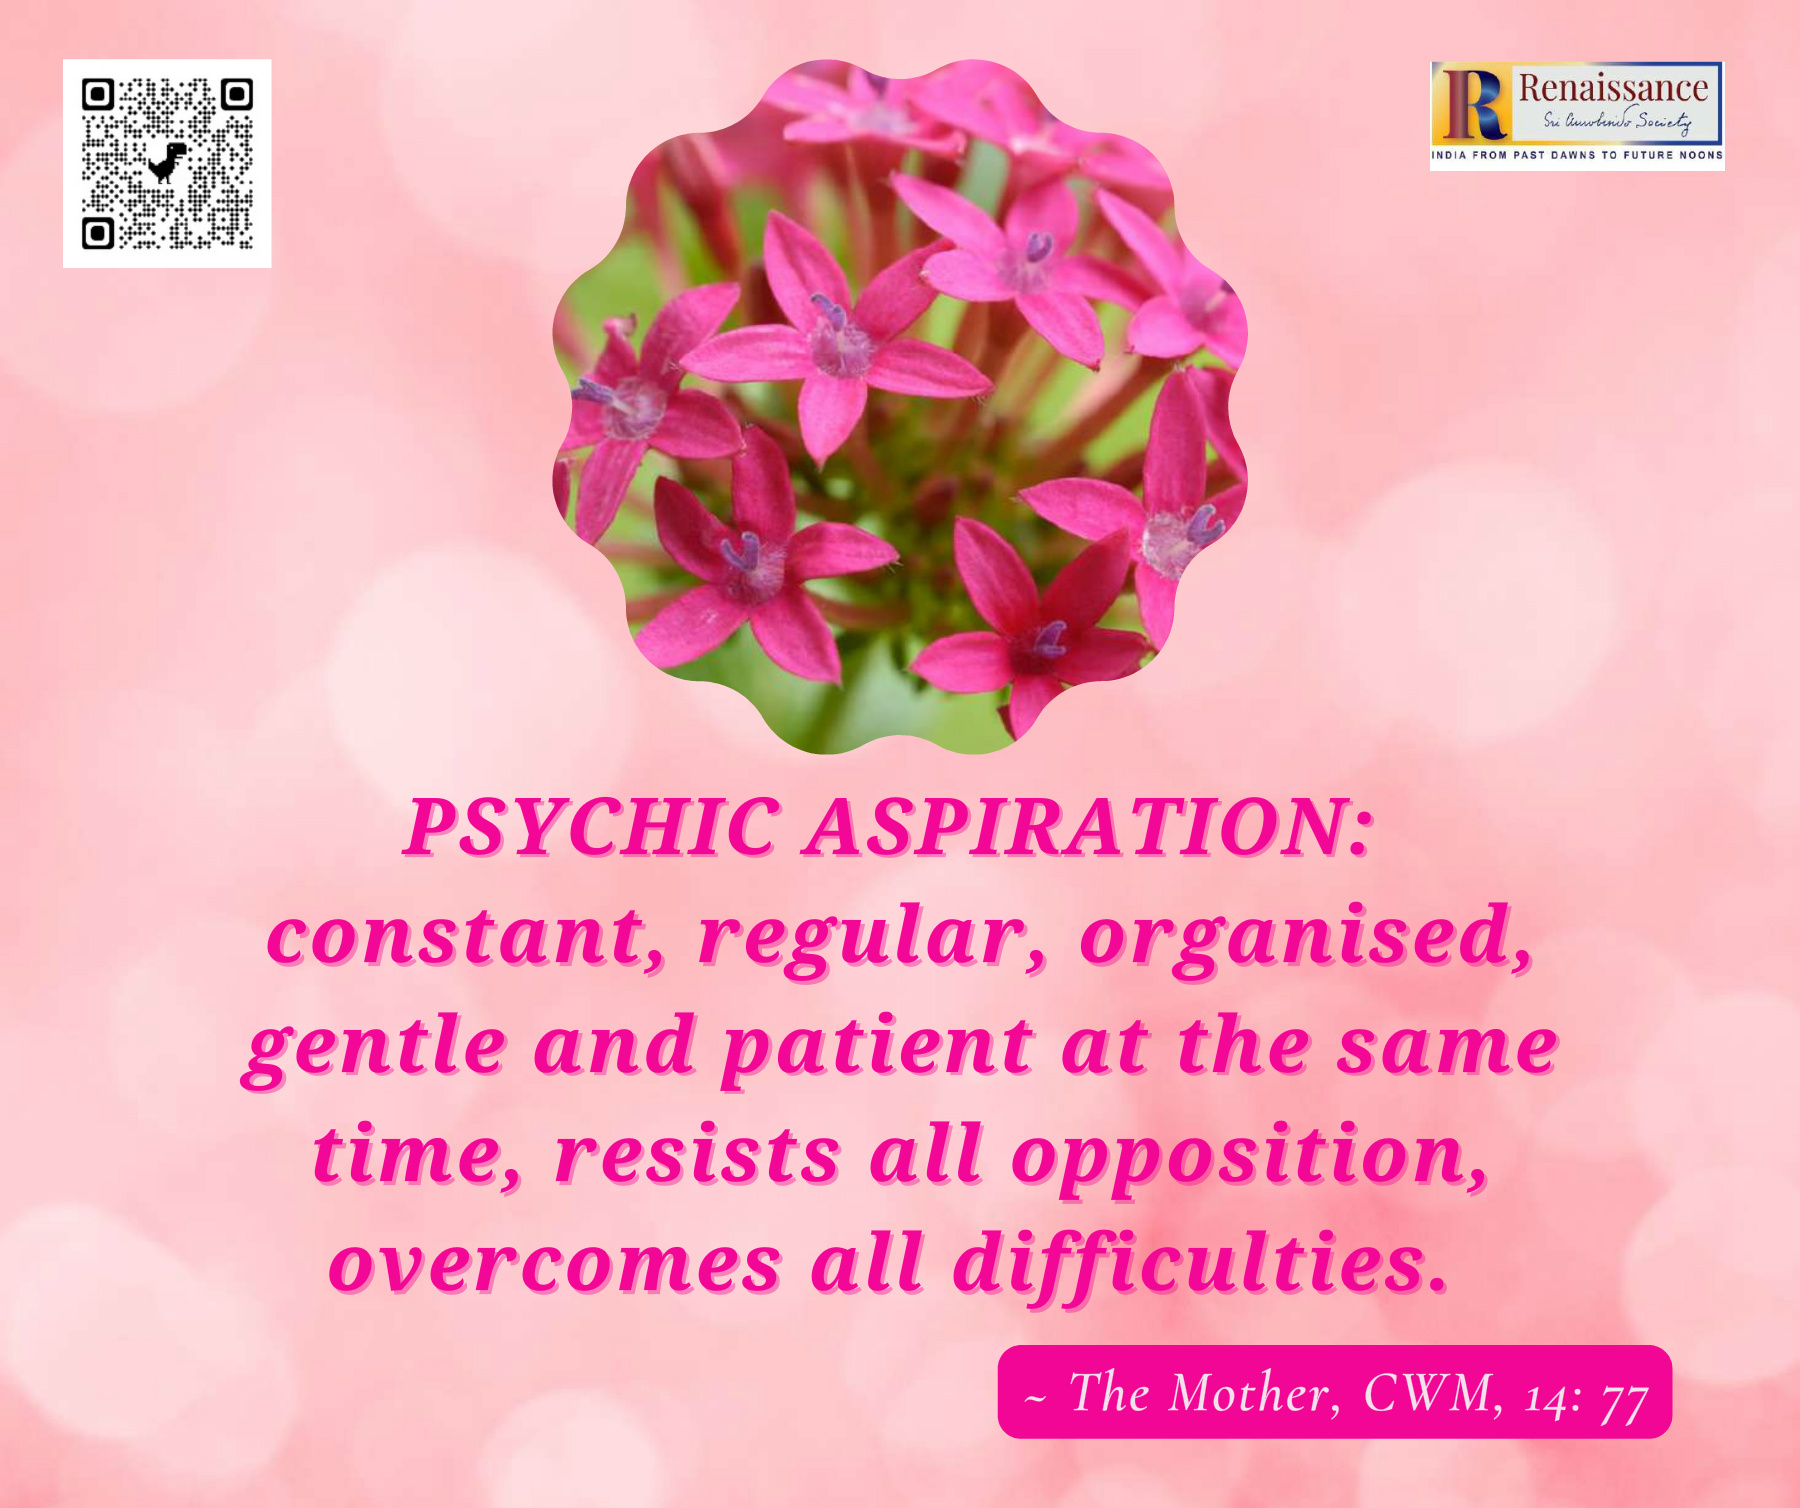 Renaissance
Sri Aurobindo Society
INDIA FROM PAST DAWNS TO FUTURE NOONS
PSYCHIC ASPIRATION:
constant, regular, organised,
gentle and patient at the same
time, resists all opposition,
overcomes all difficulties.
~ The Mother, CWM, 14: 77